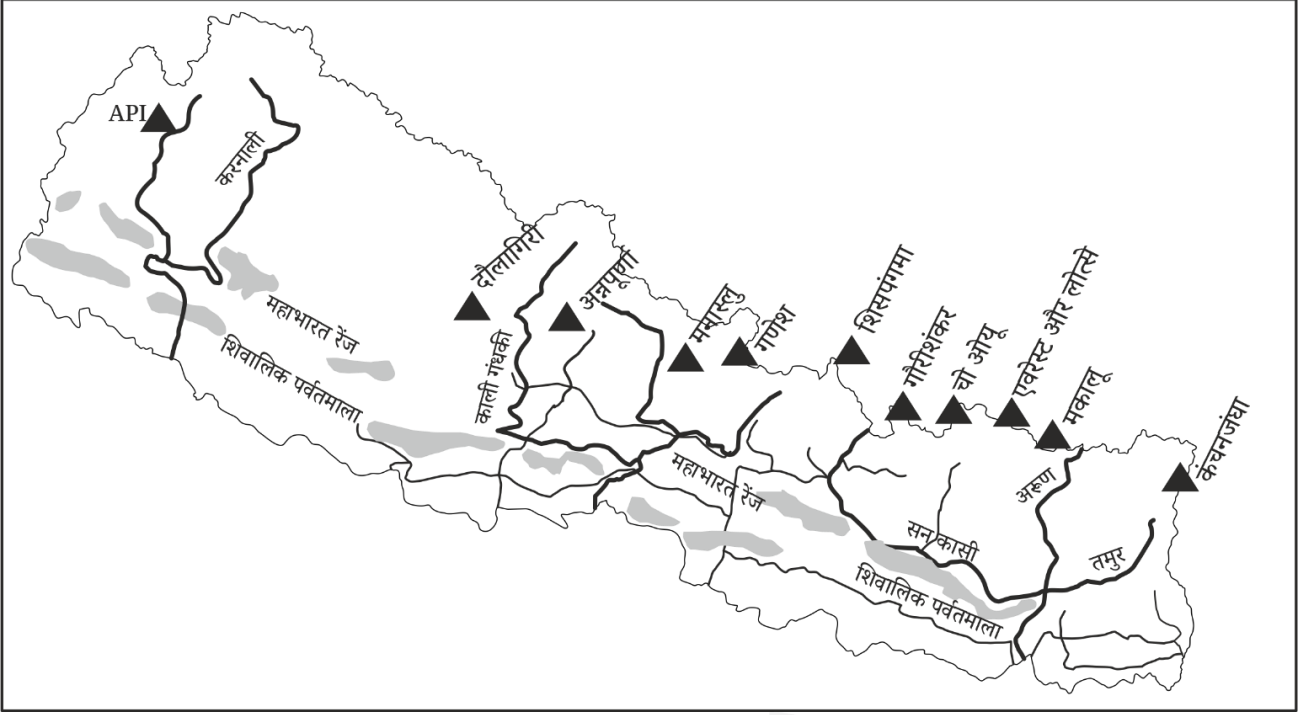 API
करनाली
दौलागिरी
अन्नपूर्णा
काली गंधकी
महाभारत रेंज
शिवालिक पर्वतमाला
ममास्लु
गणेश
शिसपंगमा
गौरीशंकर
चो ओयू
एवरेस्ट और लोत्से
मकालू
कंचनजंघा
महाभारत रेंज
अरूण
सन कासी
तमुर
शिवालिक पर्वतमाला